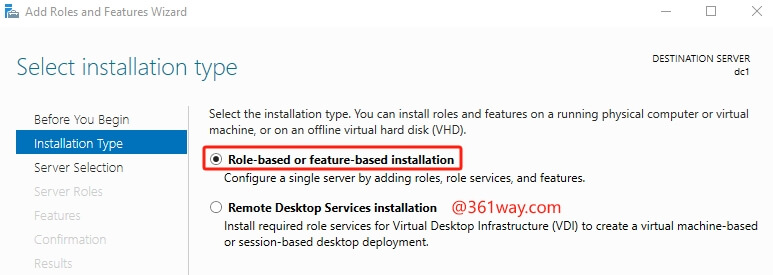 Add Roles and Features Wizard
Select installation type
DESTINATION SERVER
dc1
Before You Begin
Installation Type
Server Selection
Server Roles
Features
Confirmation
Results
Select the installation type. You can install roles and features on a running physical computer or virtual
machine, or on an offline virtual hard disk (VHD).
Role-based or feature-based installation
Configure a single server by adding roles, role services, and features.
Remote Desktop Services installation @361way.com
Install required role services for Virtual Desktop Infrastructure (VDI) to create a virtual machine-based
or session-based desktop deployment.